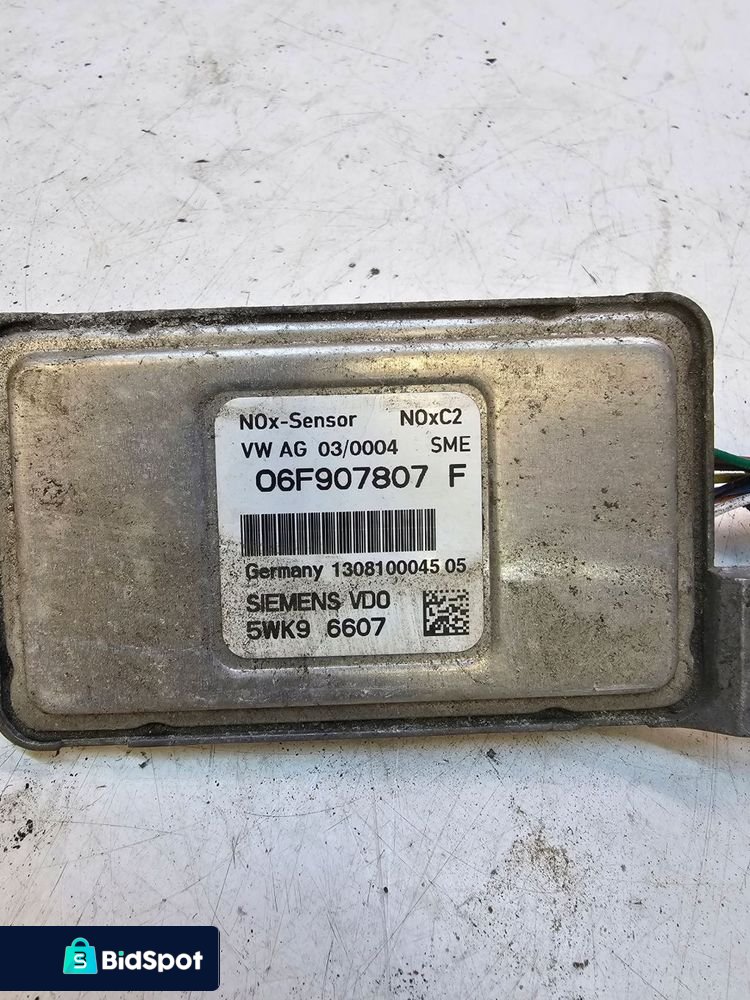 NOx-Sensor NOxC2
VW AG 03/0004 SME
06F907807 F
Germany 1308100045 05
SIEMENS VDO
5WK9 6607
BidSpot